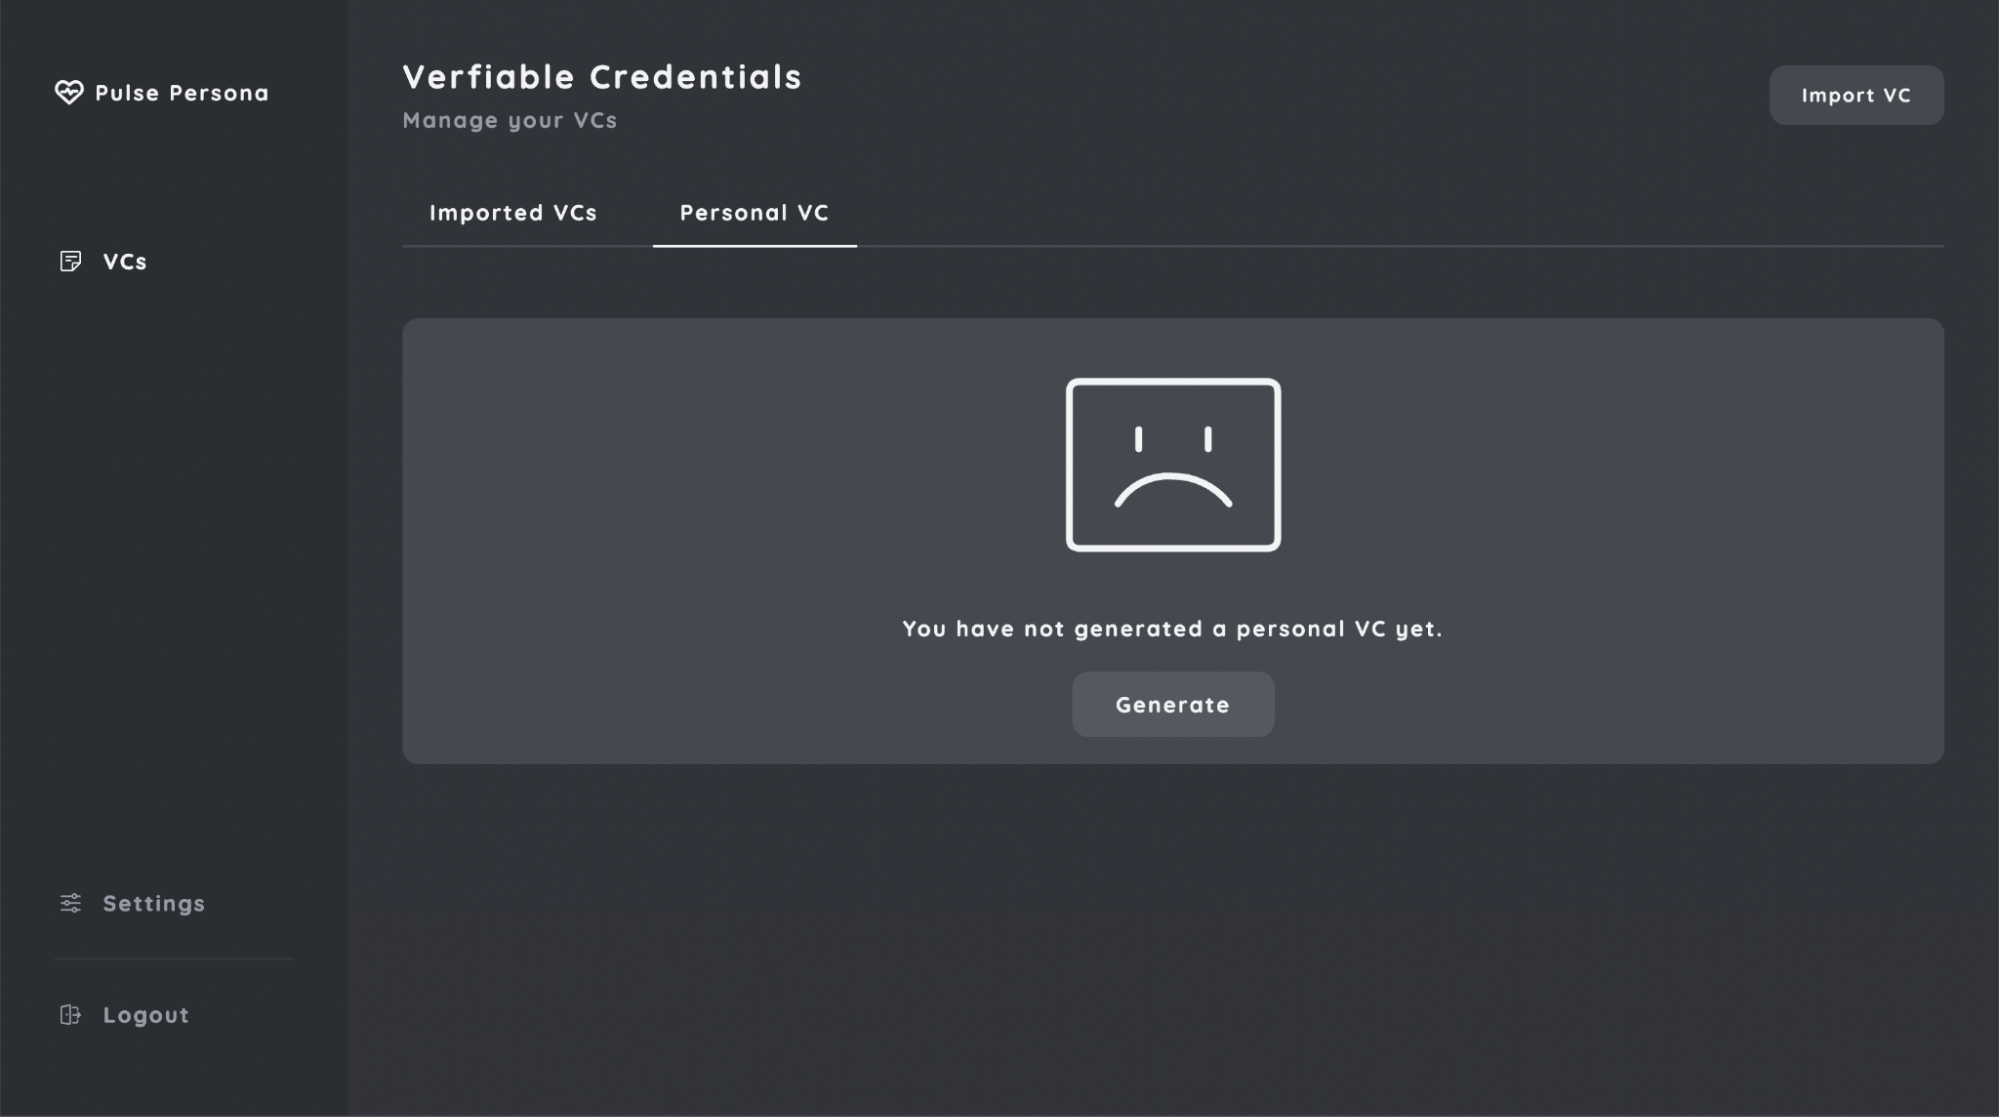 Pulse Persona
VCs
Settings
Logout
Verfiable Credentials
Manage your VCs
Import VC
Imported VCs
Personal VC
You have not generated a personal VC yet.
Generate